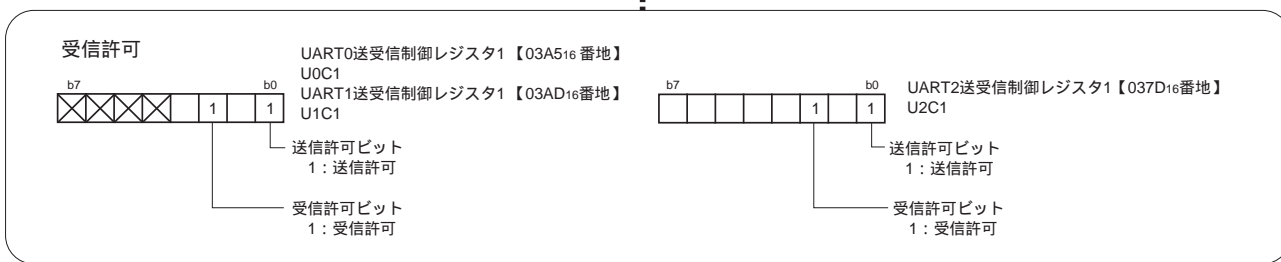 受信許可
UART0送受信制御レジスタ1 【03A516 番地】
U0C1
UART1送受信制御レジスタ1 【03AD16番地】
U1C1
b7 b0
1 1
送信許可ビット
1：送信許可
受信許可ビット
1：受信許可
UART2送受信制御レジスタ1【037D16番地】
U2C1
b7 b0
1 1
送信許可ビット
1：送信許可
受信許可ビット
1：受信許可